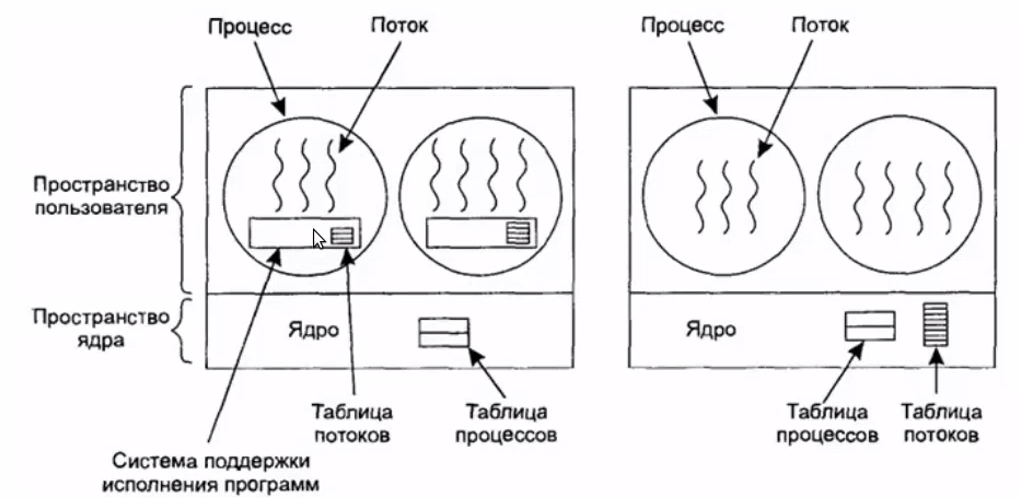 Процесс
Поток
Процесс
Поток
Пространство
пользователя
Пространство
ядра
Ядро
Ядро
Таблица
потоков
Таблица
процессов
Таблица
процессов
Таблица
потоков
Система поддержки
исполнения программ